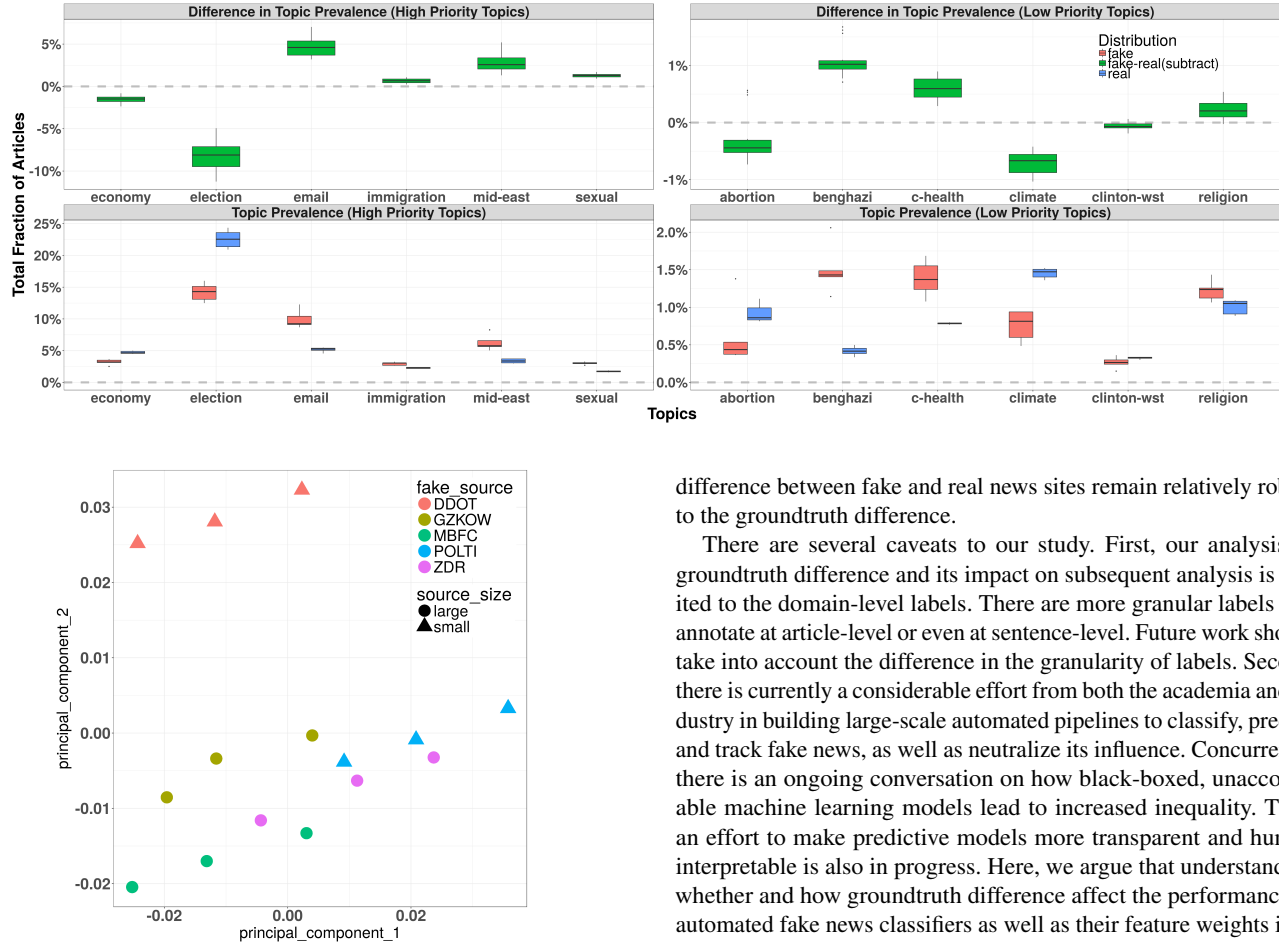 Difference in Topic Prevalence (High Priority Topics)
5%
0%
-5%
-10%
economy election email immigration mid-east sexual
Difference in Topic Prevalence (Low Priority Topics)
Distribution
fake
fake-real(subtract)
real
1%
0%
-1%
abortion benghazi c-health climate clinton-wst religion
Total Fraction of Articles
Topic Prevalence (High Priority Topics)
25%
20%
15%
10%
5%
0%
economy election email immigration mid-east sexual
Topic Prevalence (Low Priority Topics)
2.0%
1.5%
1.0%
0.5%
0.0%
abortion benghazi c-health climate clinton-wst religion
Topics
principal_component_2
0.03
0.02
0.01
0.00
-0.01
-0.02
fake_source
DDOT
GZKOW
MBFC
POLTI
ZDR
source_size
large
small
-0.02 0.00 0.02
principal_component_1
difference between fake and real news sites remain relatively
to the groundtruth difference.
There are several caveats to our study. First, our analysis
groundtruth difference and its impact on subsequent analysis is
ited to the domain-level labels. There are more granular labels
annotate at article-level or even at sentence-level. Future work
take into account the difference in the granularity of labels.
there is currently a considerable effort from both the academia
dustry in building large-scale automated pipelines to classify,
and track fake news, as well as neutralize its influence.
there is an ongoing conversation on how black-boxed,
able machine learning models lead to increased inequality.
an effort to make predictive models more transparent and
interpretable is also in progress. Here, we argue that
whether and how groundtruth difference affect the performance
automated fake news classifiers as well as their feature weights